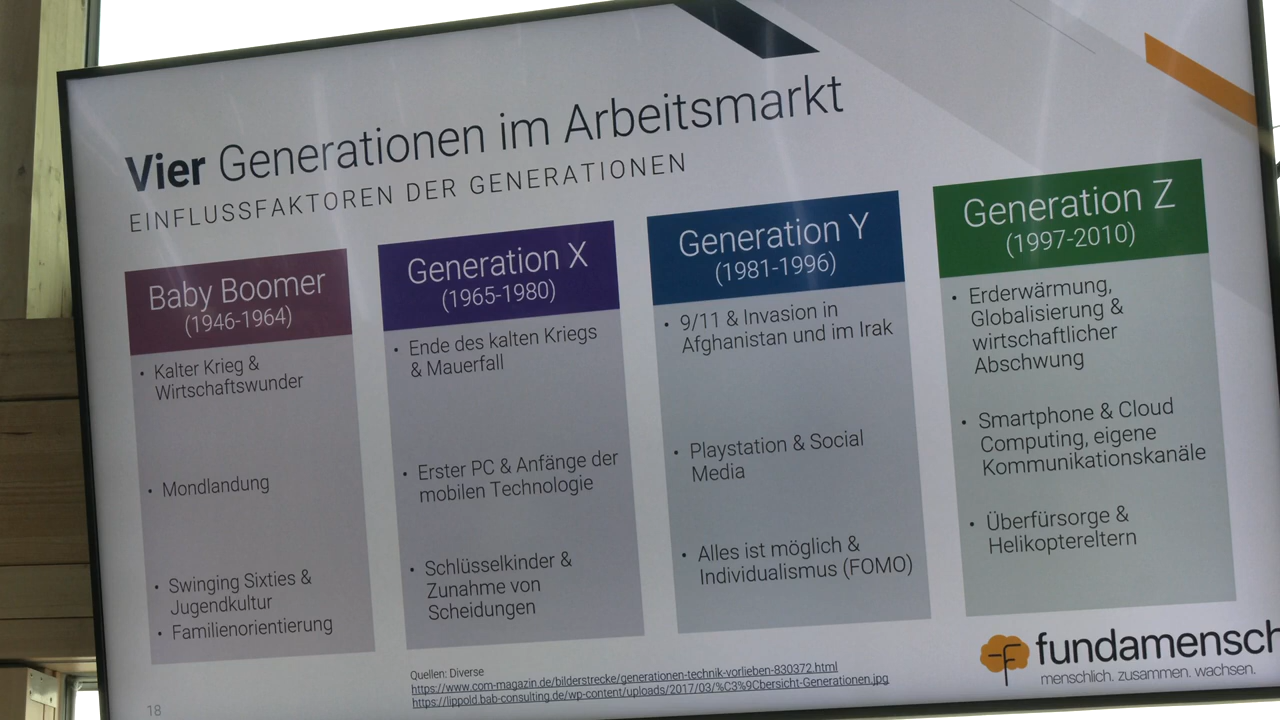 Vier Generationen im Arbeitsmarkt
EINFLUSSFAKTOREN DER GENERATIONEN
Baby Boomer
(1946-1964)
• Kalter Krieg &
Wirtschaftswunder
• Mondlandung
• Swinging Sixties &
Jugendkultur
• Familienorientierung
Generation X
(1965-1980)
• Ende des kalten Kriegs
& Mauerfall
• Erster PC & Anfänge der
mobilen Technologie
• Schlüsselkinder &
Zunahme von
Scheidungen
Generation Y
(1981-1996)
• 9/11 & Invasion in
Afghanistan und im Irak
• Playstation & Social
Media
• Alles ist möglich &
Individualismus (FOMO)
Generation Z
(1997-2010)
• Erderwärmung,
Globalisierung &
wirtschaftlicher
Abschwung
• Smartphone & Cloud
Computing, eigene
Kommunikationskanäle
• Überfürsorge &
Helikoptereltern
Quellen: Diverse
https://www.com-magazin.de/bilderstrecke/generationen-technik-vorlieben-830372.html
https://lippold.bab-consulting.de/wp-content/uploads/2017/03/%C3%9Cbersicht-Generationen.jpg
18
F
fundamensch
menschlich. zusammen. wachsen.